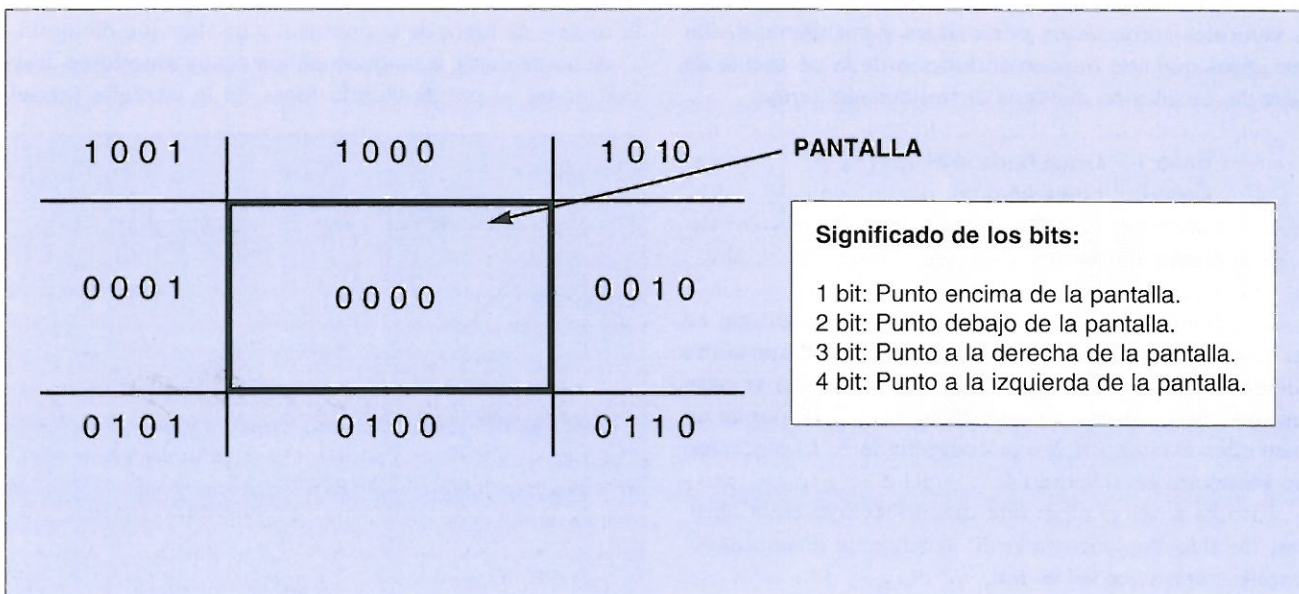 1001 1000 1010
PANTALLA
0001 0000 0010
0101 0100 0110
Significado de los bits:
1 bit: Punto encima de la pantalla.
2 bit: Punto debajo de la pantalla.
3 bit: Punto a la derecha de la pantalla.
4 bit: Punto a la izquierda de la pantalla.